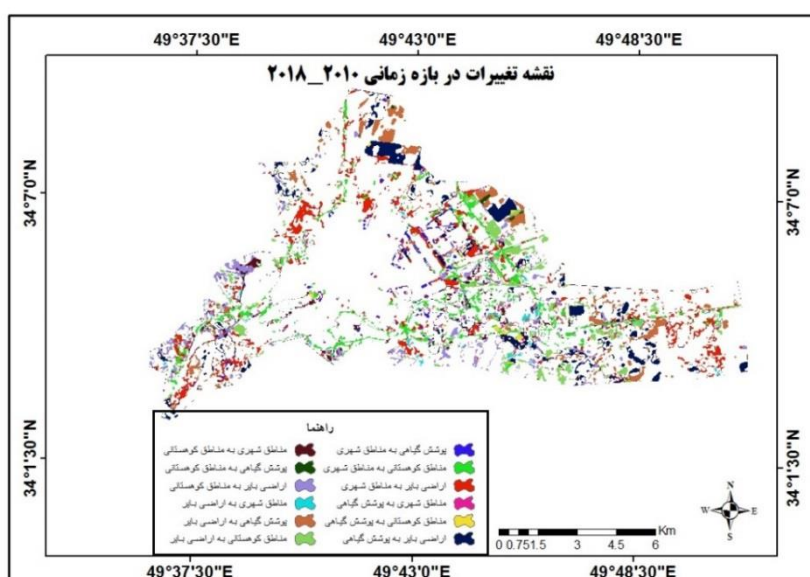 49°37'30"E 49°43'0"E 49°48'30"E
نقشه تغییرات در بازه زمانی ۲۰۱۰__۲۰۱۸
34°7'0"N 34°7'0"N
34°1'30"N 34°1'30"N
راهنما
پوشش گیاهی به مناطق شهری مناطق شهری به مناطق کوهستانی
مناطق کوهستانی به مناطق شهری پوشش گیاهی به مناطق کوهستانی
اراضی بایر به مناطق شهری اراضی بایر به مناطق کوهستانی
مناطق شهری به پوشش گیاهی مناطق شهری به اراضی بایر
مناطق کوهستانی به پوشش گیاهی پوشش گیاهی به اراضی بایر
اراضی بایر به پوشش گیاهی مناطق کوهستانی به اراضی بایر
N
W E
S
Km
0 0.75 1.5 3 4.5 6
49°37'30"E 49°43'0"E 49°48'30"E